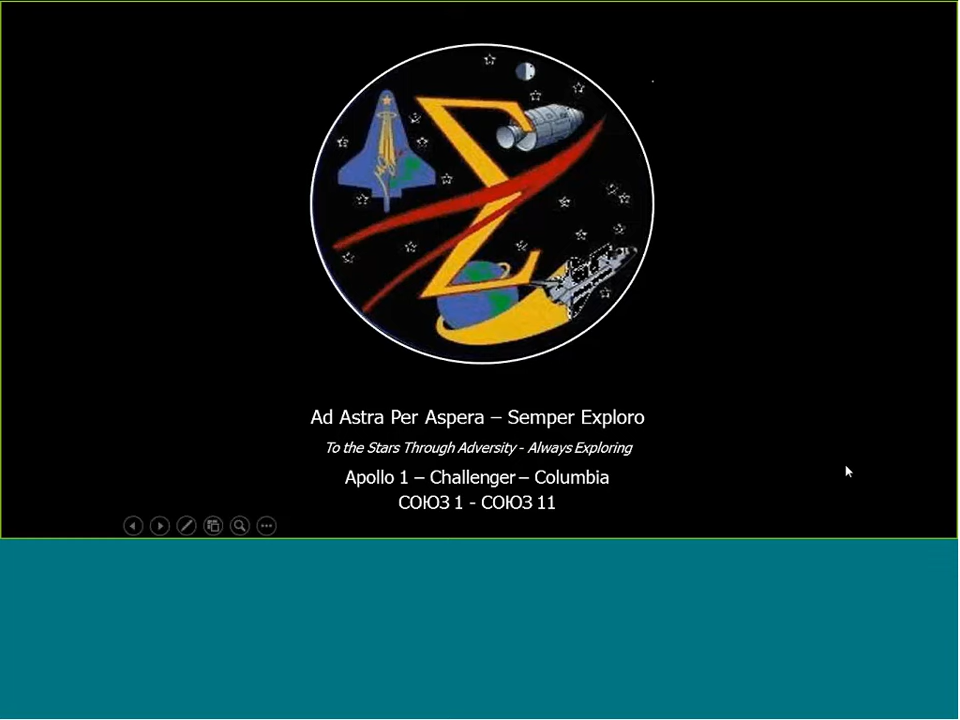 Ad Astra Per Aspera – Semper Exploro
To the Stars Through Adversity - Always Exploring
Apollo 1 – Challenger – Columbia
СОЮЗ 1 - СОЮЗ 11